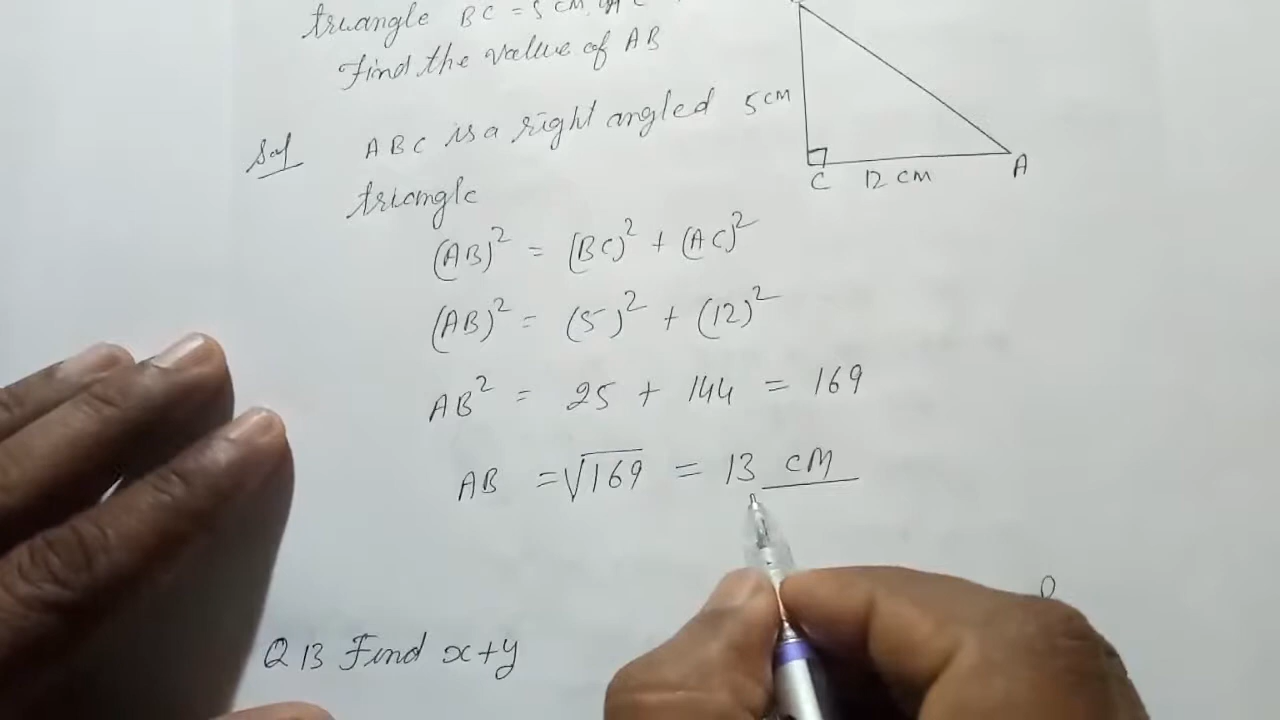 triangle BC = 5 CM,
Find the value of AB
Sol ABC is a right angled
triangle
5 CM
C 12 CM A
(AB)² = (BC)² + (AC)²
(AB)² = (5)² + (12)²
AB² = 25 + 144 = 169
AB = √169 = 13 CM
Q 13 Find x+y